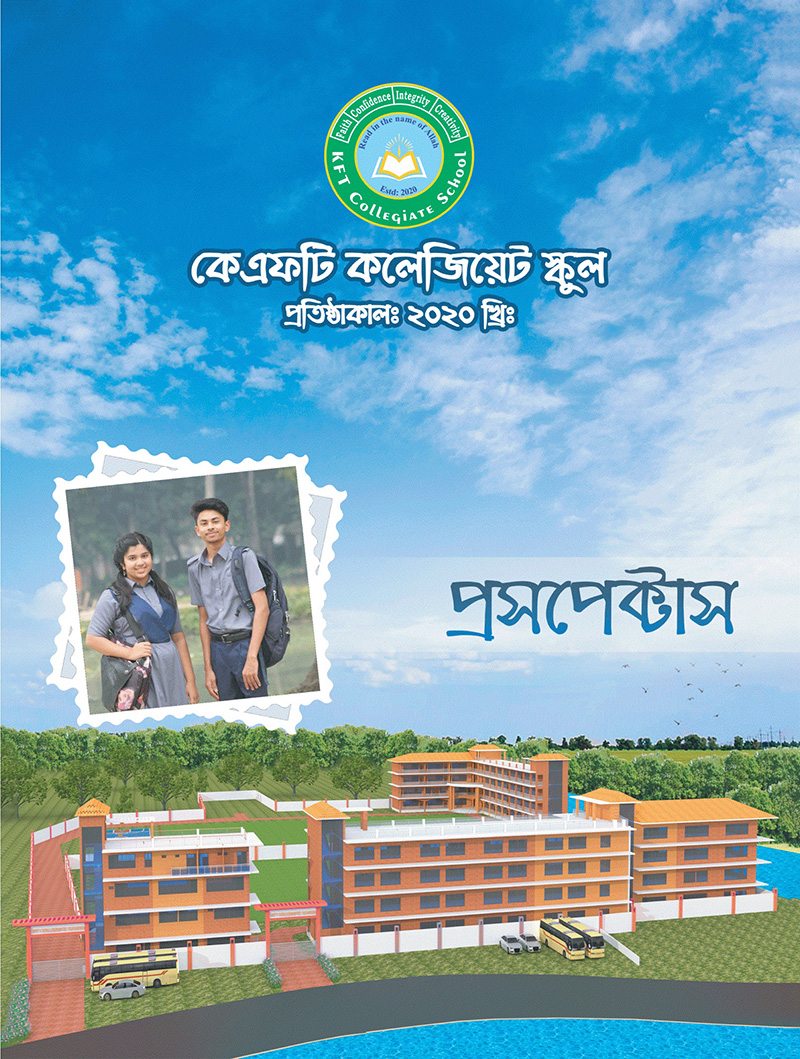 Faith Confidence Integrity Creativity
Read in the name of Allah
Estd: 2020
KFT Collegiate School
কেএফটি কলেজিয়েট স্কুল
প্রতিষ্ঠাকালঃ ২০২০ খ্রিঃ
প্রসপেক্টাস